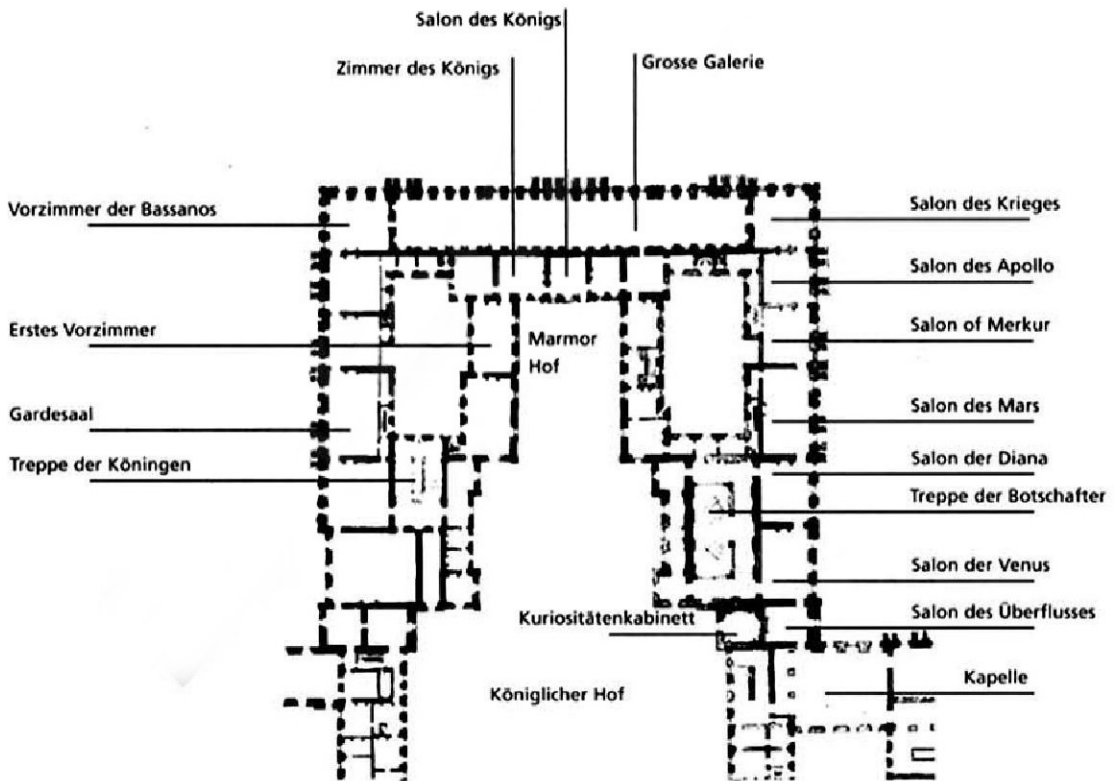 Salon des Königs
Zimmer des Königs
Grosse Galerie
Vorzimmer der Bassanos
Salon des Krieges
Salon des Apollo
Erstes Vorzimmer
Salon of Merkur
Marmor
Hof
Gardesaal
Salon des Mars
Treppe der Köningen
Salon der Diana
Treppe der Botschafter
Salon der Venus
Kuriositätenkabinett
Salon des Überflusses
Kapelle
Königlicher Hof